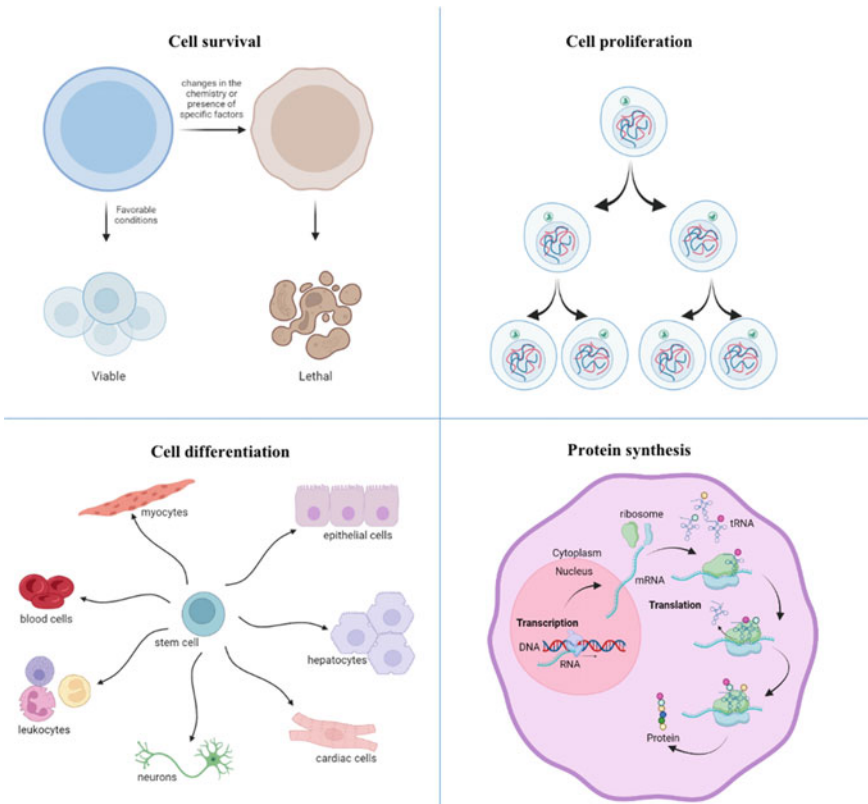 Cell survival
changes in the
chemistry or
presence of
specific factors
Favorable
conditions
Viable
Lethal
Cell proliferation
Cell differentiation
myocytes
epithelial cells
blood cells
stem cell
hepatocytes
leukocytes
neurons
cardiac cells
Protein synthesis
ribosome
tRNA
Cytoplasm
Nucleus
mRNA
Transcription
Translation
DNA
RNA
Protein